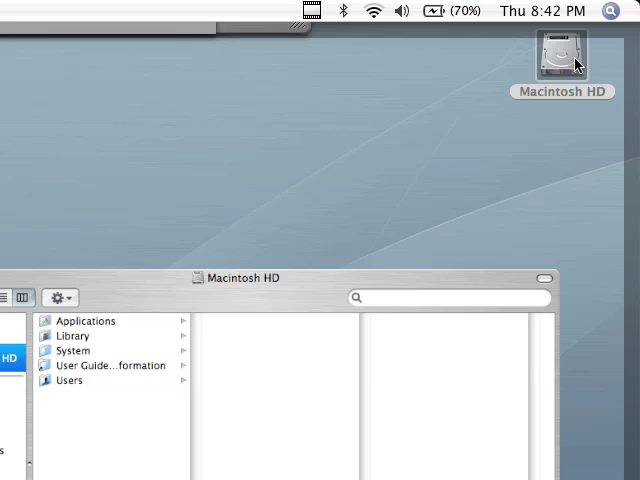 (70%) Thu 8:42 PM
Macintosh HD
Macintosh HD
HD
Applications
Library
System
User Guide...formation
Users
s